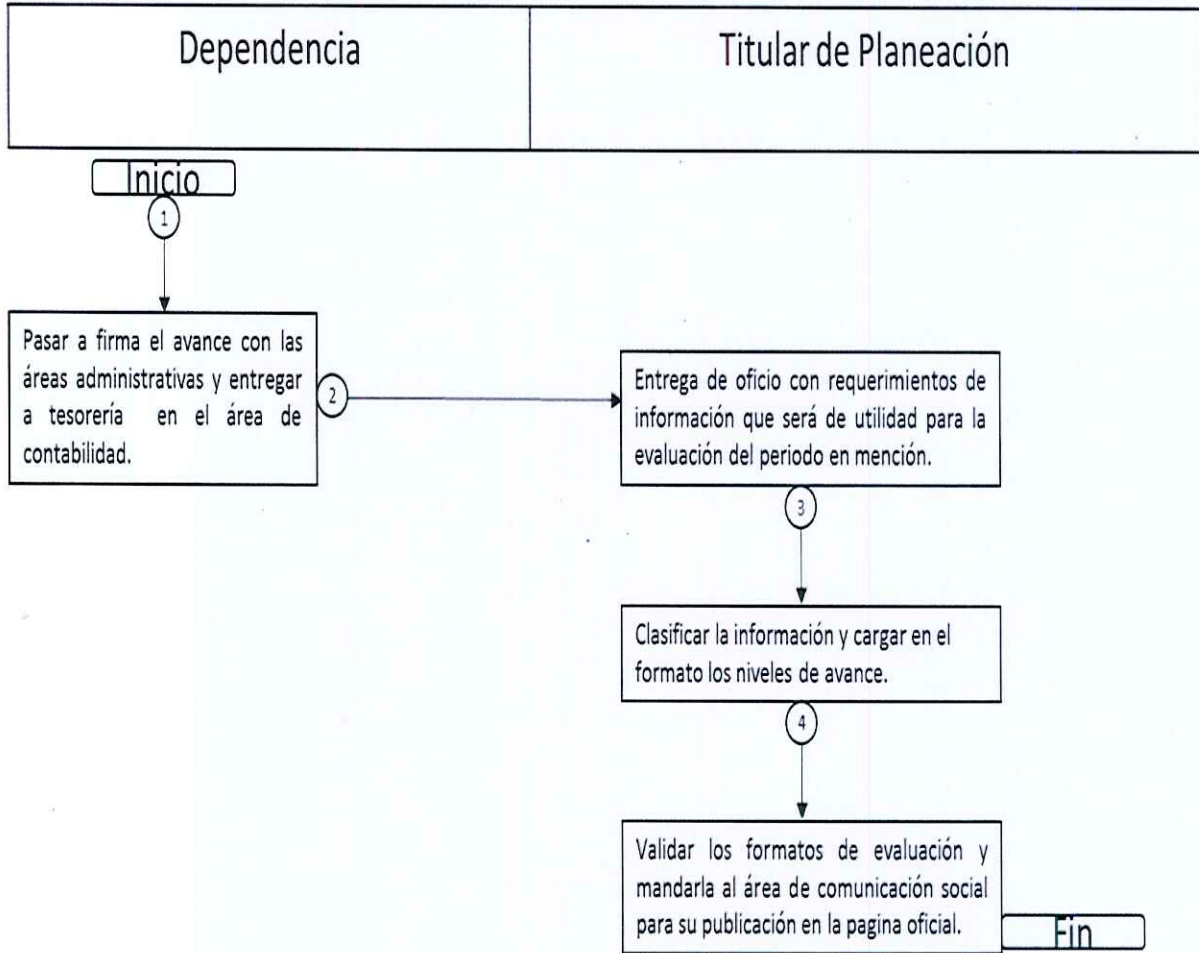 Dependencia
Titular de Planeación
Inicio
1
Pasar a firma el avance con las
áreas administrativas y entregar
a tesorería en el área de
contabilidad.
2
Entrega de oficio con requerimientos de
información que será de utilidad para la
evaluación del periodo en mención.
3
Clasificar la información y cargar en el
formato los niveles de avance.
4
Validar los formatos de evaluación y
mandarla al área de comunicación social
para su publicación en la pagina oficial.
Fin